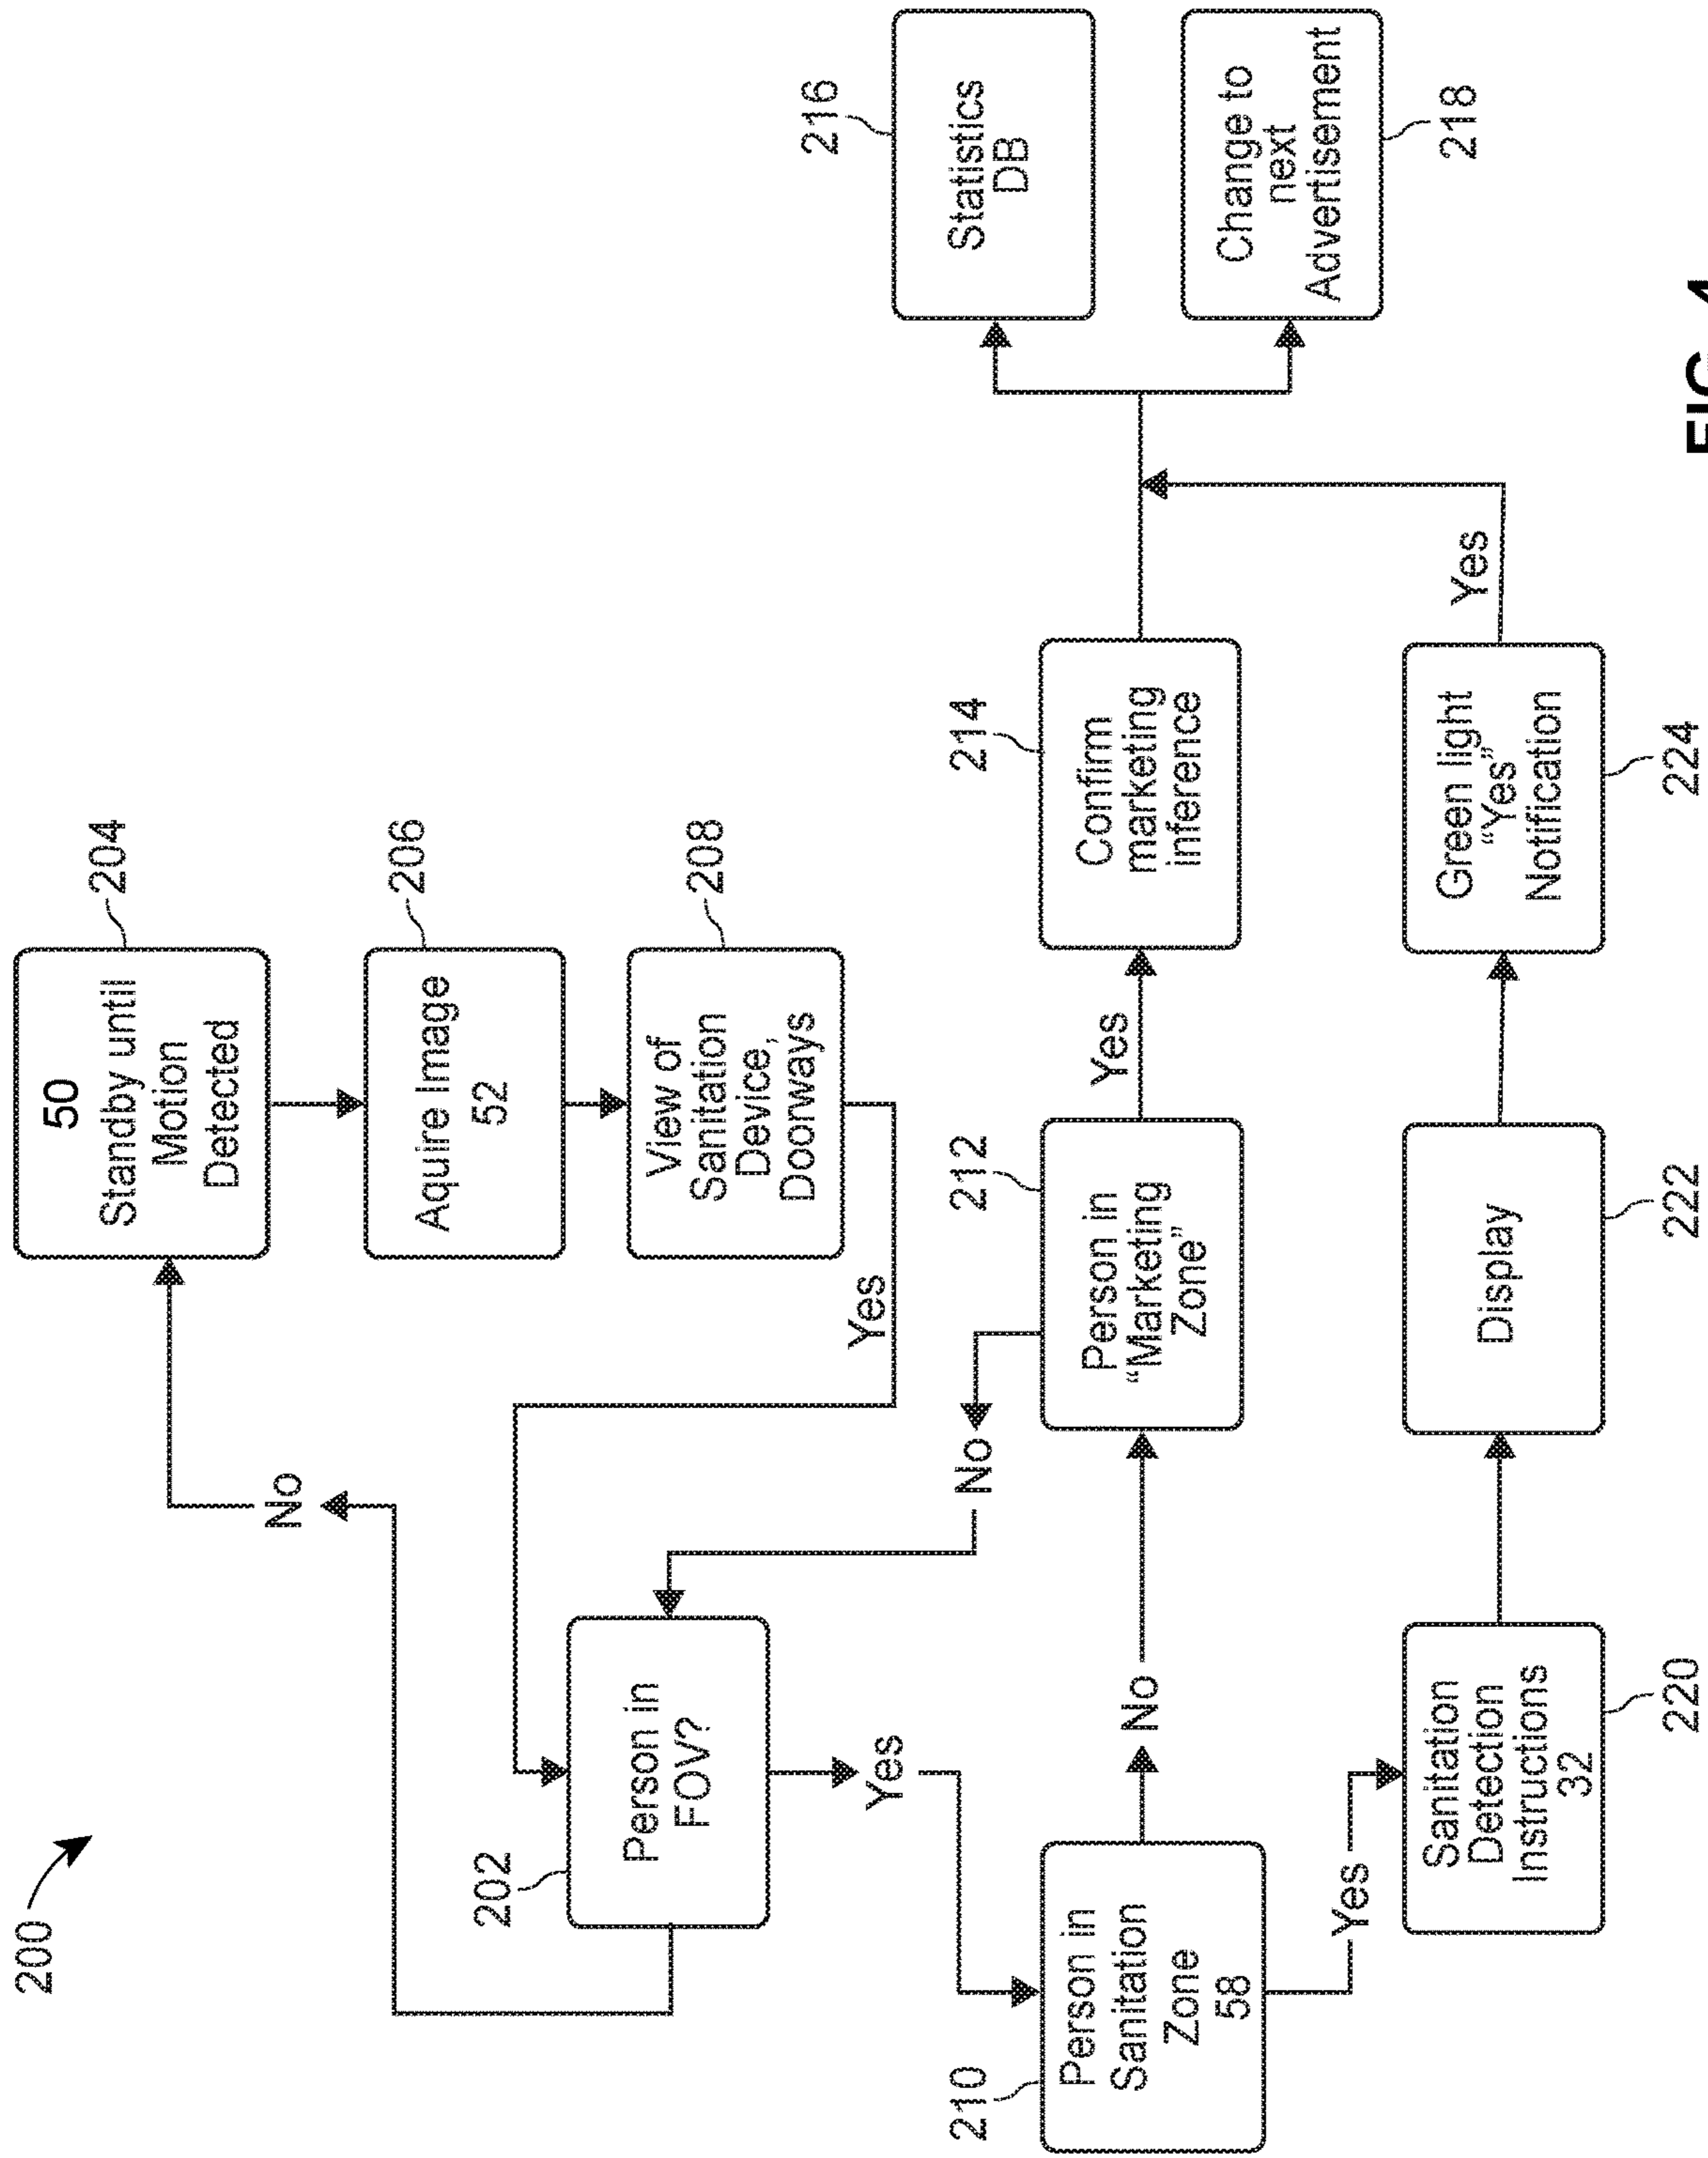 200
50
Standby until
Motion
Detected
204
No
Aquire Image
52
206
View of
Sanitation
Device,
Doorways
208
Yes
202
Person in
FOV?
Yes
No
210
Person in
Sanitation
Zone
58
No
212
Person in
“Marketing
Zone”
Yes
214
Confirm
marketing
inference
216
Statistics
DB
Change to
next
Advertisement
218
Yes
Sanitation
Detection
Instructions
32
220
Display
222
Green light
“Yes”
Notification
224
Yes
FIG. 4